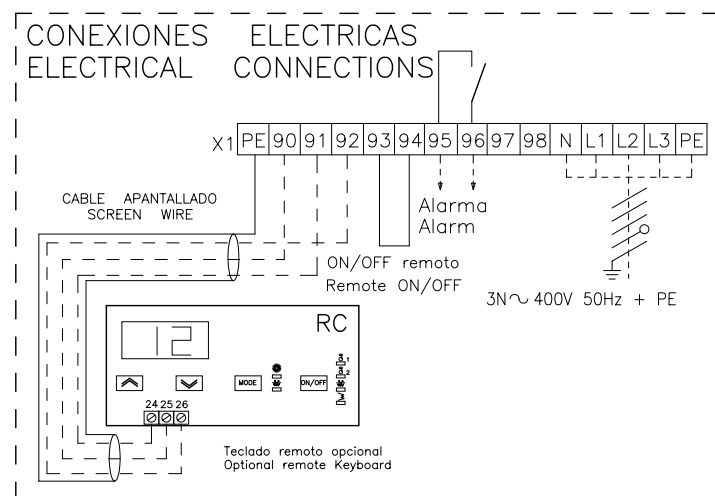 CONEXIONES ELECTRICAS
ELECTRICAL CONNECTIONS
X1 PE 90 91 92 93 94 95 96 97 98 N L1 L2 L3 PE
CABLE APANTALLADO
SCREEN WIRE
Alarma
Alarm
ON/OFF remoto
Remote ON/OFF
3N~ 400V 50Hz + PE
RC
12
MODE
ON/OFF
24 25 26
Teclado remoto opcional
Optional remote Keyboard